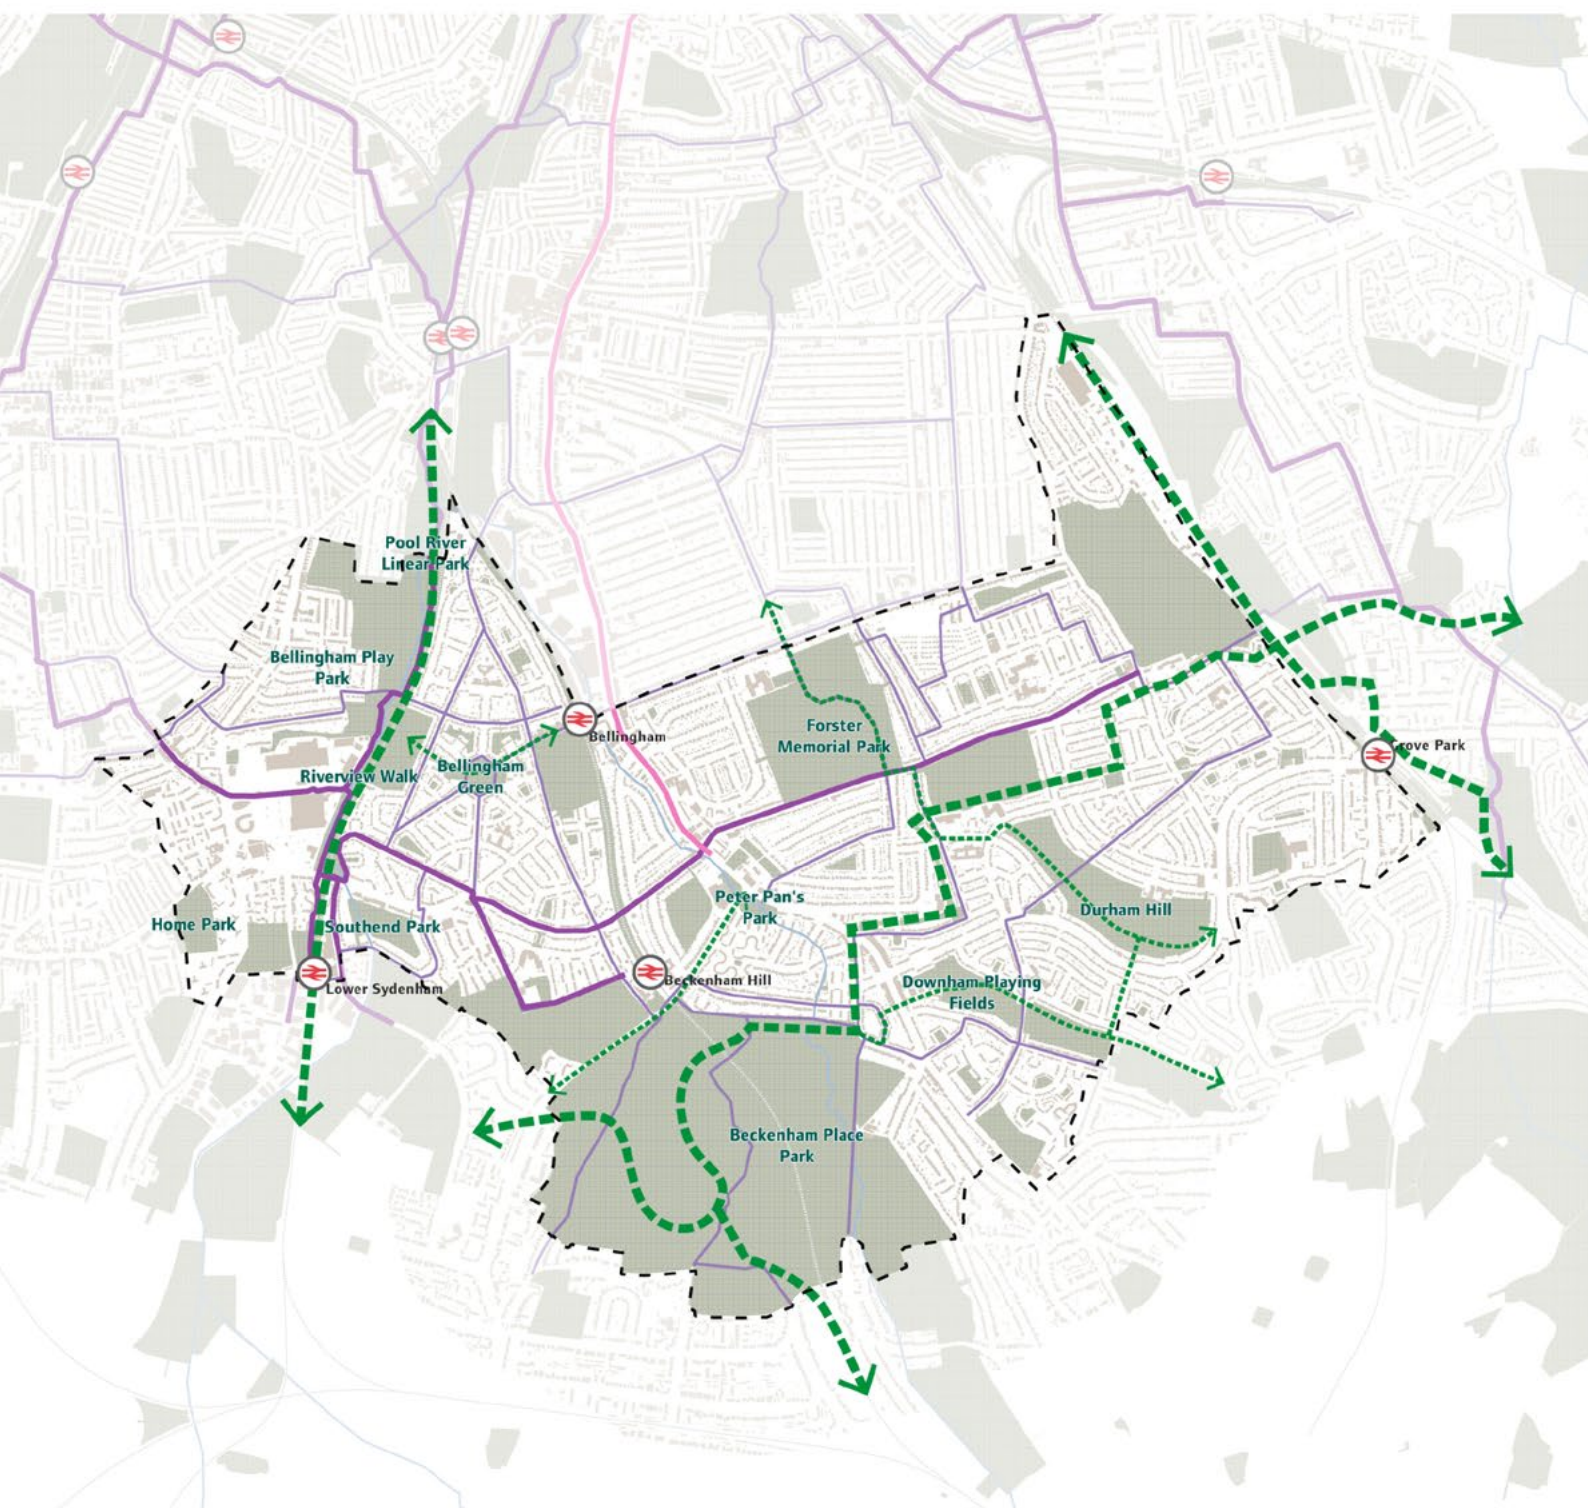 Pool River
Linear Park
Bellingham Play
Park
Bellingham
Forster
Memorial Park
Grove Park
Bellingham
Green
Riverview Walk
Peter Pan's
Park
Durham Hill
Home Park
Southend Park
Beckenham Hill
Downham Playing
Fields
Lower Sydenham
Beckenham Place
Park